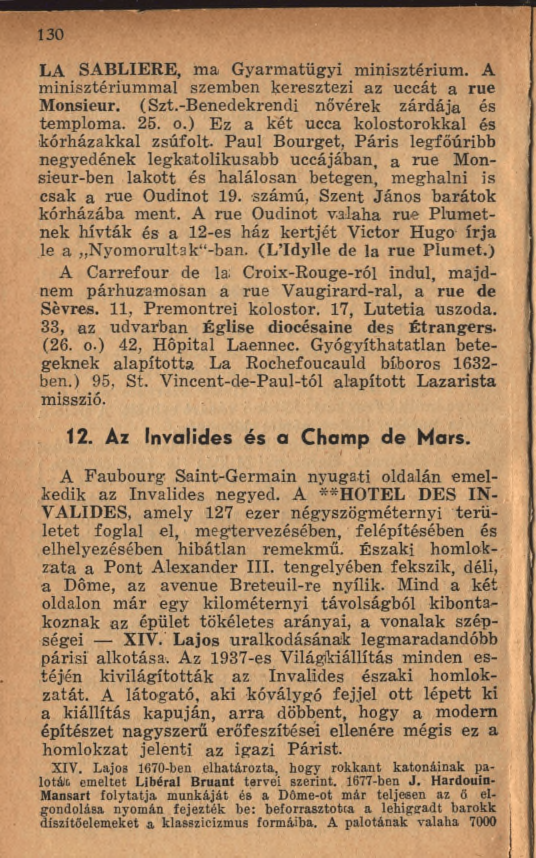 130
LA SABLIERE, ma Gyarmatügyi minisztérium. A
minisztériummal szemben keresztezi az uccát a rue
Monsieur. (Szt.-Benedekrendi nővérek zárdája és
temploma. 25. o.) Ez a két ucca kolostorokkal és
kórházakkal zsúfolt. Paul Bourget, Páris legfőúribb
negyedének legkatolikusabb uccájában, a rue Mon-
sieur-ben lakott és halálosan betegen, meghalni is
csak a rue Oudinot 19. számú, Szent János barátok
kórházába ment. A rue Oudinot valaha rue Plumet-
nek hívták és a 12-es ház kertjét Victor Hugo írja
le a „Nyomorultak“-ban. (L'Idylle de la rue Plumet.)
A Carrefour de la Croix-Rouge-ról indul, majd-
nem párhuzamosan a rue Vaugirard-ral, a rue de
Sèvres. 11, Premontrei kolostor. 17, Lutetia uszoda.
33, az udvarban Église diocésaine des Étrangers.
(26. o.) 42, Hôpital Laennec. Gyógyíthatatlan bete-
geknek alapította La Rochefoucauld bíboros 1632-
ben.) 95, St. Vincent-de-Paul-tól alapított Lazarista
misszió.
12. Az Invalides és a Champ de Mars.
A Faubourg Saint-Germain nyugati oldalán emel-
kedik az Invalides negyed. A **HOTEL DES IN-
VALIDES, amely 127 ezer négyszögméternyi terü-
letet foglal el, megtervezésében, felépítésében és
elhelyezésében hibátlan remekmű. Északi homlok-
zata a Pont Alexander III. tengelyében fekszik, déli,
a Dôme, az avenue Breteuil-re nyílik. Mind a két
oldalon már egy kilométernyi távolságból kibonta-
koznak az épület tökéletes arányai, a vonalak szép-
ségei — XIV. Lajos uralkodásának legmaradandóbb
párisi alkotása. Az 1937-es Világkiállítás minden es-
téjén kivilágították az Invalides északi homlok-
zatát. A látogató, aki kóválygó fejjel ott lépett ki
a kiállítás kapuján, arra döbbent, hogy a modern
építészet nagyszerű erőfeszítései ellenére mégis ez a
homlokzat jelenti az igazi Párist.
XIV. Lajos 1670-ben elhatározta, hogy rokkant katonáinak pa-
lotát emeltet Libéral Bruant tervei szerint. 1677-ben J. Hardouin-
Mansart folytatja munkáját és a Dôme-ot már teljesen az ő el-
gondolása nyomán fejezték be: beforrasztotta a lehiggadt barokk
díszítőelemeket a klasszicizmus formáiba. A palotának valaha 7000